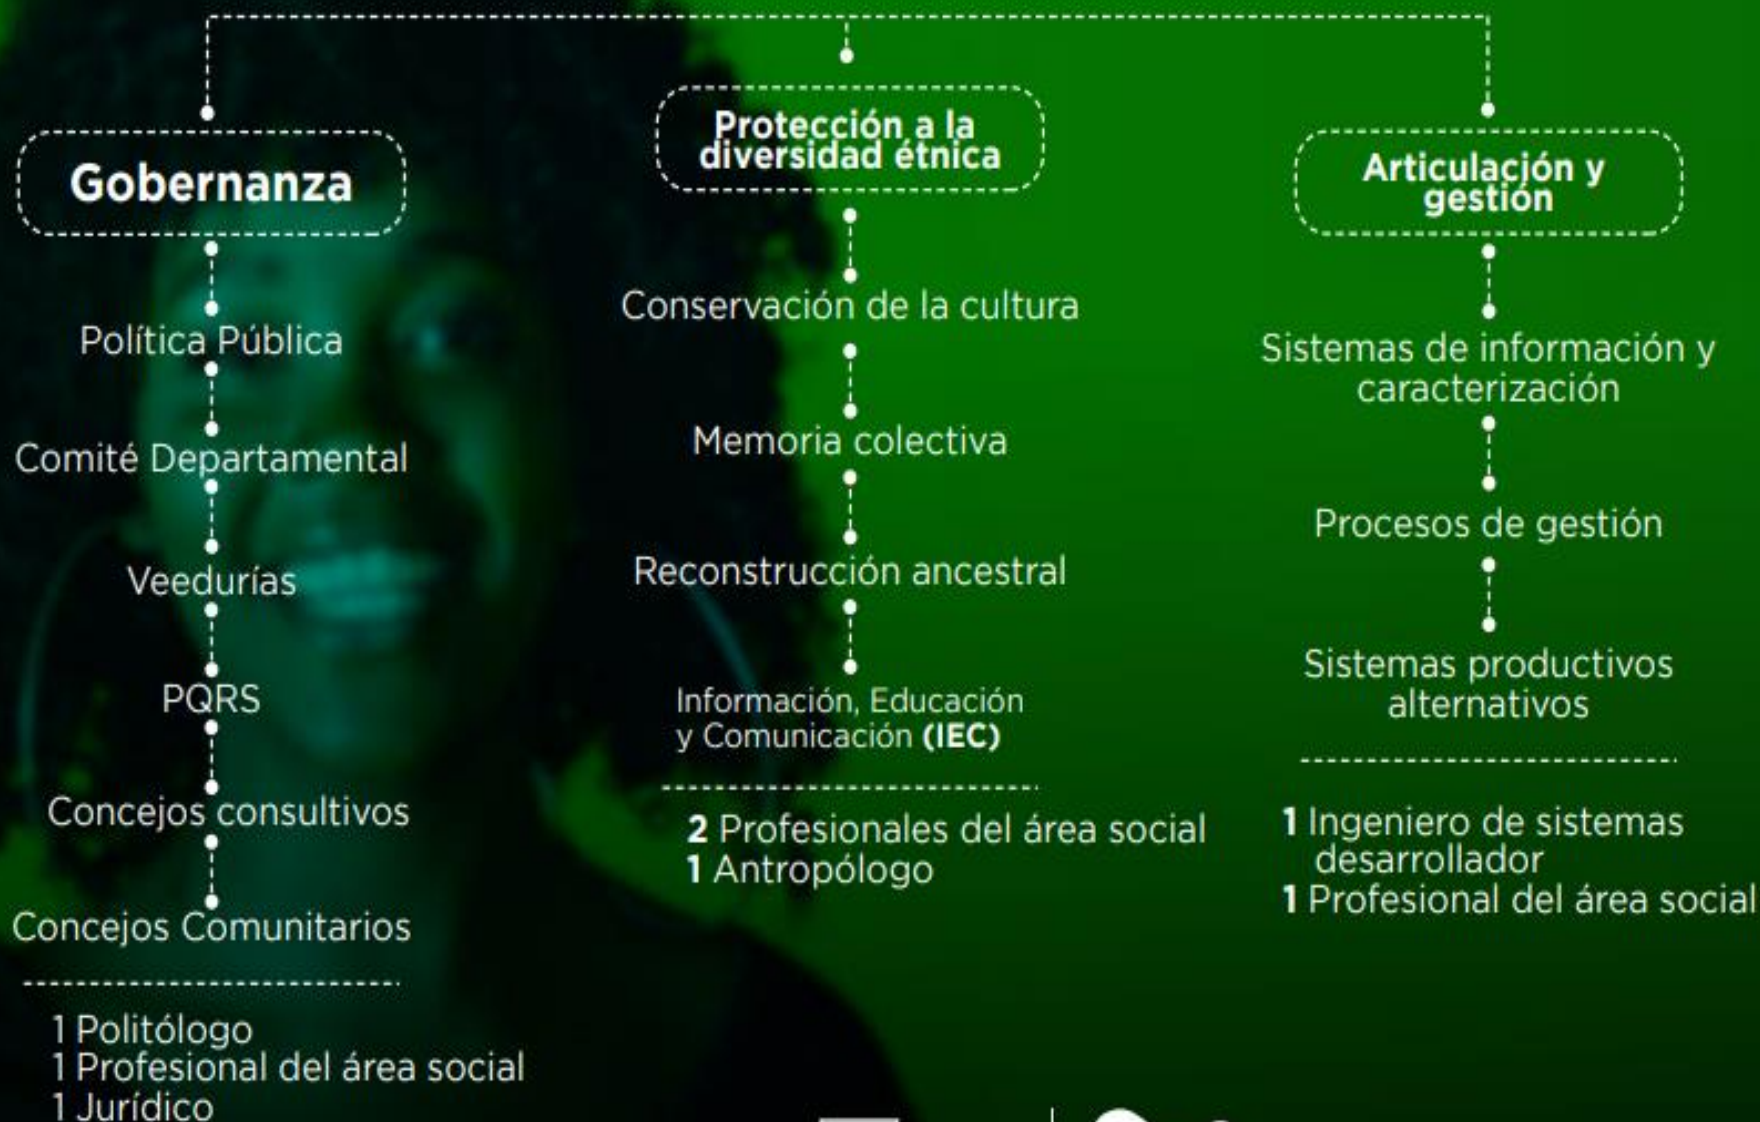 Gobernanza
Política Pública
Comité Departamental
Veedurías
PQRS
Concejos consultivos
Concejos Comunitarios
1 Politólogo
1 Profesional del área social
1 Jurídico
Protección a la
diversidad étnica
Conservación de la cultura
Memoria colectiva
Reconstrucción ancestral
Información, Educación
y Comunicación (IEC)
2 Profesionales del área social
1 Antropólogo
Articulación y
gestión
Sistemas de información y
caracterización
Procesos de gestión
Sistemas productivos
alternativos
1 Ingeniero de sistemas
desarrollador
1 Profesional del área social